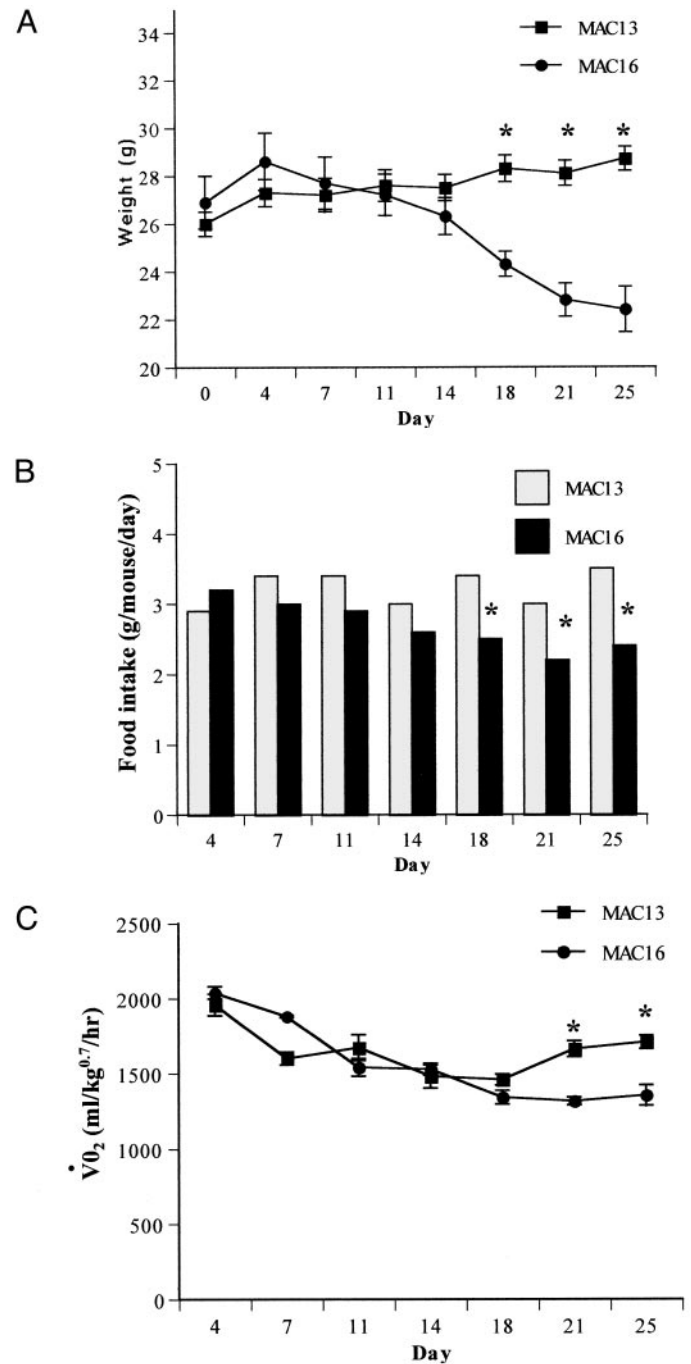 A
MAC13
MAC16
34
32
30
28
26
24
22
20
Weight (g)
* * *
0 4 7 11 14 18 21 25
Day
B
MAC13
MAC16
5
4
3
2
1
0
Food intake (g/mouse/day)
* * *
4 7 11 14 18 21 25
Day
C
MAC13
MAC16
2500
2000
1500
1000
500
0
V̇0₂ (ml/kg⁰·⁷/hr)
* *
4 7 11 14 18 21 25
Day